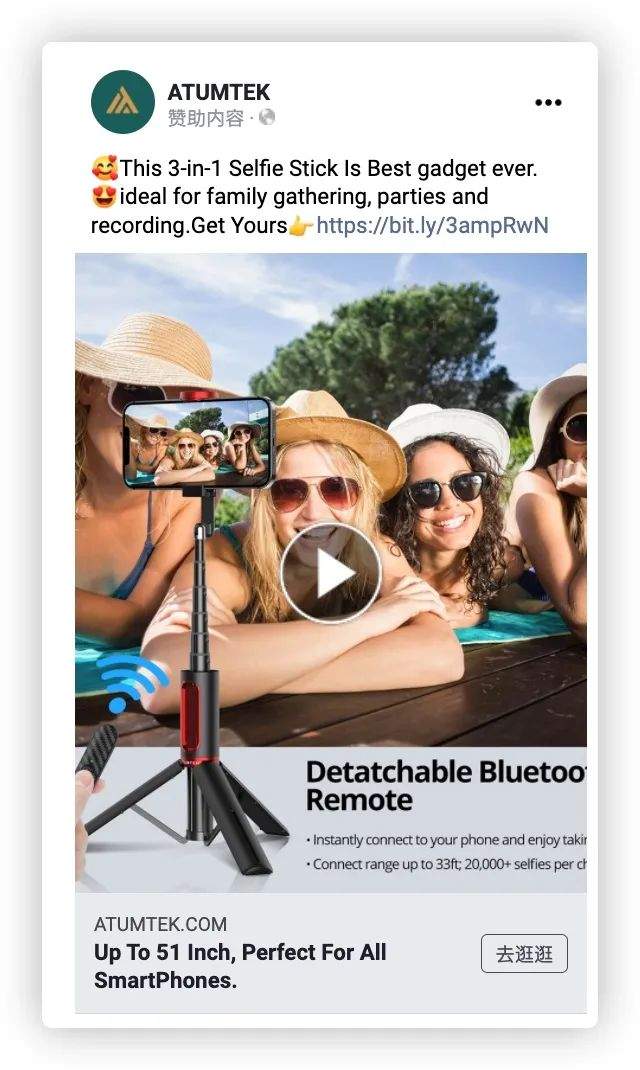 ATUMTEK
赞助内容 ·
🥰This 3-in-1 Selfie Stick Is Best gadget ever.
😍ideal for family gathering, parties and
recording.Get Yours👉https://bit.ly/3ampRwN
Detatchable Bluetoo
Remote
• Instantly connect to your phone and enjoy takin
• Connect range up to 33ft; 20,000+ selfies per ch
ATUMTEK.COM
Up To 51 Inch, Perfect For All
SmartPhones.
去逛逛